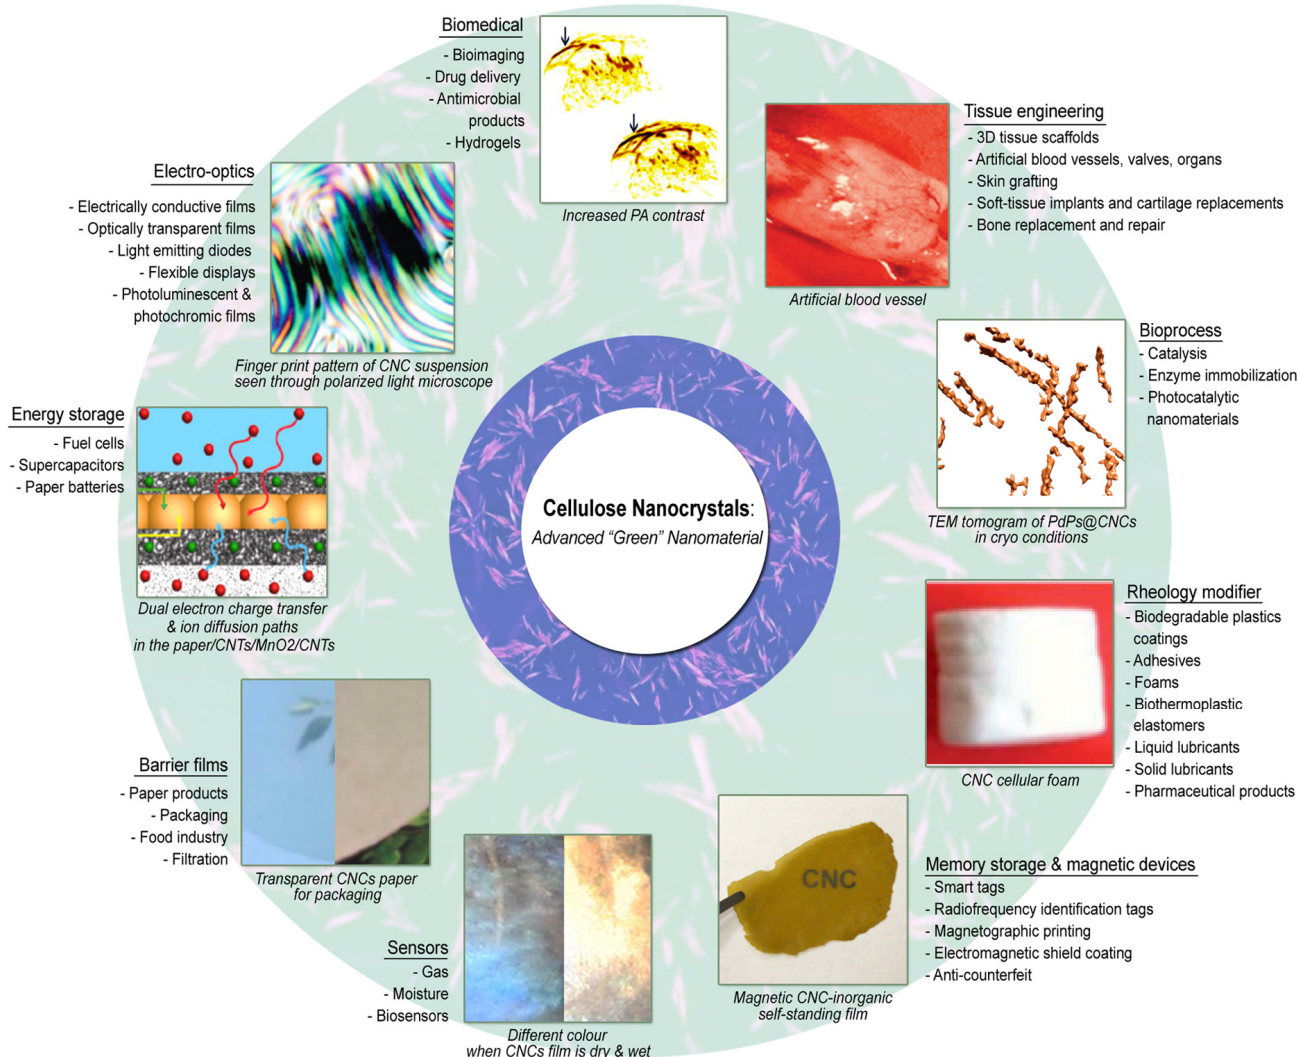 Biomedical
- Bioimaging
- Drug delivery
- Antimicrobial
products
- Hydrogels
Increased PA contrast
Tissue engineering
- 3D tissue scaffolds
- Artificial blood vessels, valves, organs
- Skin grafting
- Soft-tissue implants and cartilage replacements
- Bone replacement and repair
Artificial blood vessel
Electro-optics
- Electrically conductive films
- Optically transparent films
- Light emitting diodes
- Flexible displays
- Photoluminescent &
photochromic films
Finger print pattern of CNC suspension
seen through polarized light microscope
Bioprocess
- Catalysis
- Enzyme immobilization
- Photocatalytic
nanomaterials
TEM tomogram of PdPs@CNCs
in cryo conditions
Energy storage
- Fuel cells
- Supercapacitors
- Paper batteries
Dual electron charge transfer
& ion diffusion paths
in the paper/CNTs/MnO2/CNTs
Cellulose Nanocrystals:
Advanced "Green" Nanomaterial
Rheology modifier
- Biodegradable plastics
coatings
- Adhesives
- Foams
- Biothermoplastic
elastomers
- Liquid lubricants
- Solid lubricants
- Pharmaceutical products
CNC cellular foam
Barrier films
- Paper products
- Packaging
- Food industry
- Filtration
Transparent CNCs paper
for packaging
Memory storage & magnetic devices
- Smart tags
- Radiofrequency identification tags
- Magnetographic printing
- Electromagnetic shield coating
- Anti-counterfeit
CNC
Magnetic CNC-inorganic
self-standing film
Sensors
- Gas
- Moisture
- Biosensors
Different colour
when CNCs film is dry & wet